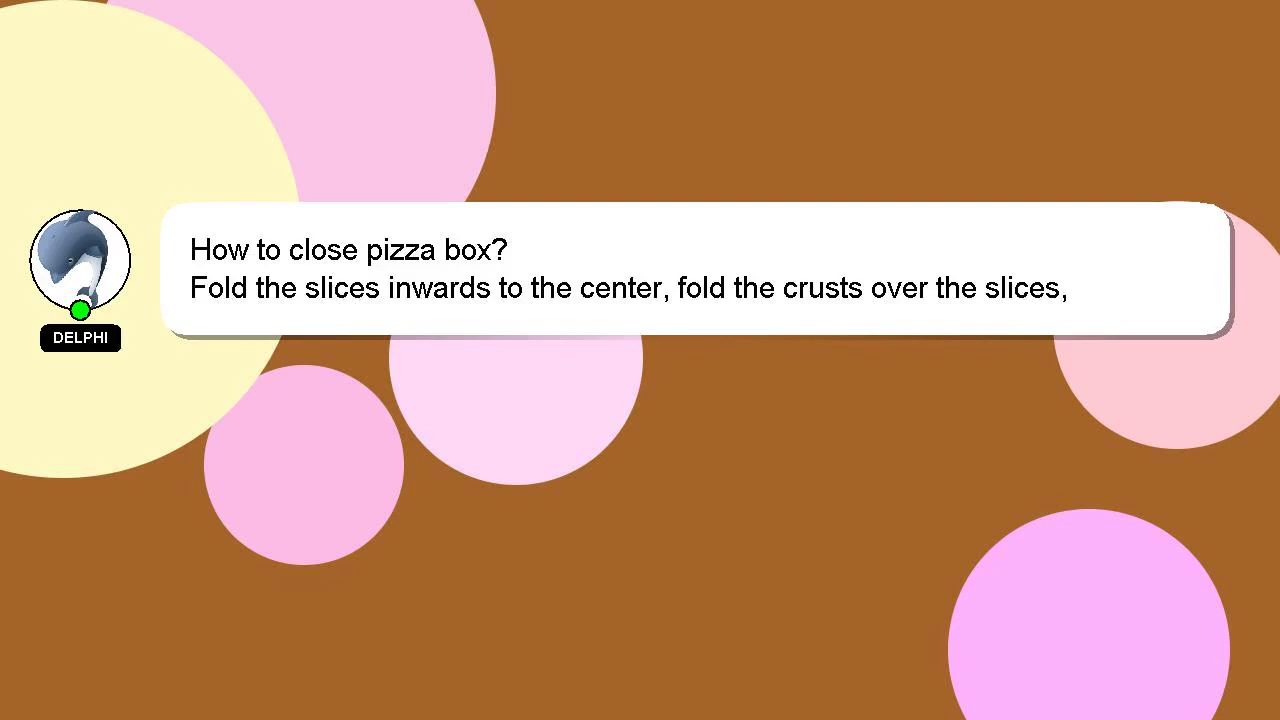 How to close pizza box?
Fold the slices inwards to the center, fold the crusts over the slices,
DELPHI